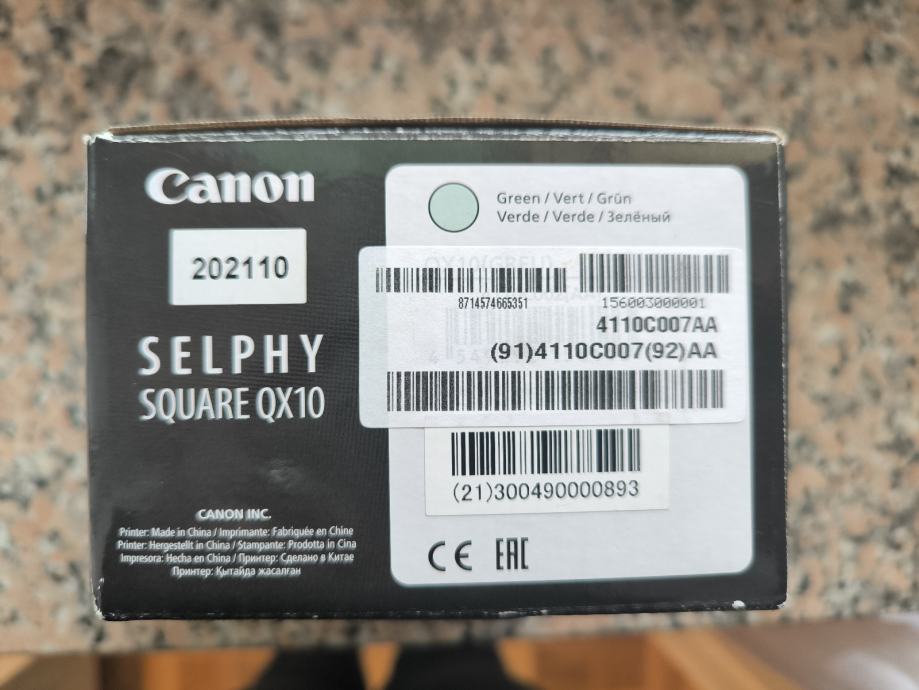 Canon
202110
SELPHY
SQUARE QX10
CANON INC.
Printer: Made in China / Imprimante: Fabriquée en Chine
Printer: Hergestellt in China / Stampante: Prodotta in Cina
Impresora: Hecha en China / Принтер: Сделано в Китае
Принтер: Қытайда жасалған
Green / Vert / Grün
Verde / Verde / Зелёный
8714574665351
156003000001
4110C007AA
(91)4110C007(92)AA
(21)300490000893
CE EAC